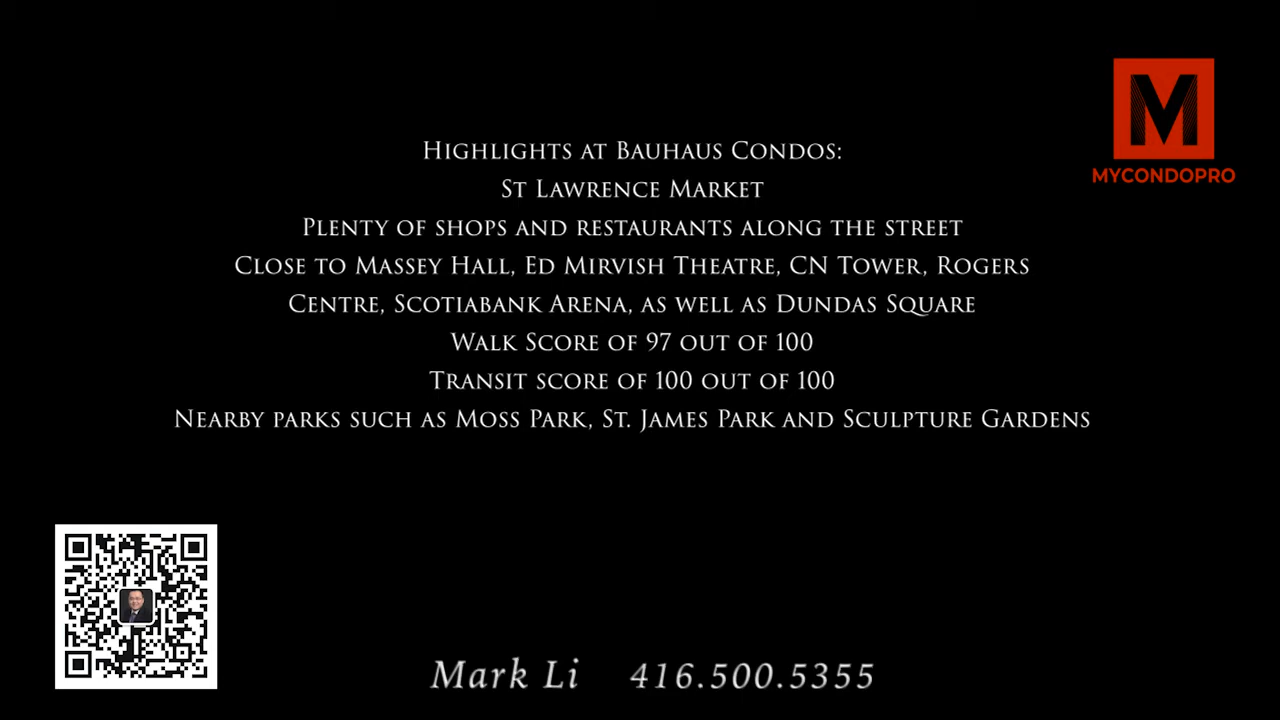 M
MYCONDOPRO
Highlights at Bauhaus Condos:
St Lawrence Market
Plenty of shops and restaurants along the street
Close to Massey Hall, Ed Mirvish Theatre, CN Tower, Rogers
Centre, Scotiabank Arena, as well as Dundas Square
Walk Score of 97 out of 100
Transit score of 100 out of 100
Nearby parks such as Moss Park, St. James Park and Sculpture Gardens
Mark Li 416.500.5355